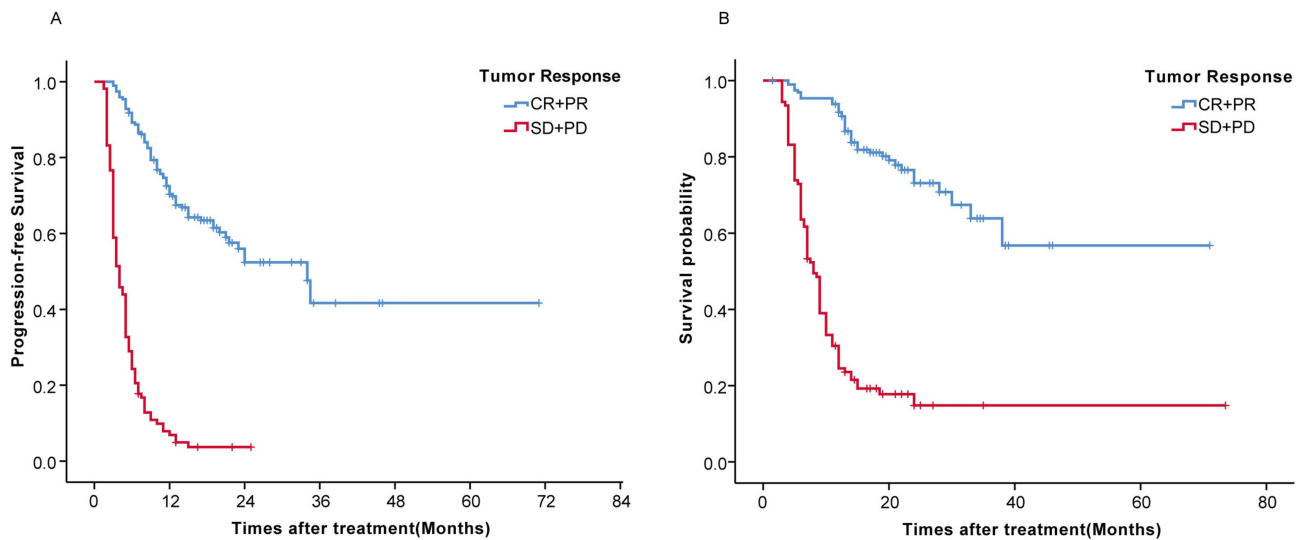 A
Tumor Response
CR+PR
SD+PD
Progression-free Survival
1.0
0.8
0.6
0.4
0.2
0.0
0 12 24 36 48 60 72 84
Times after treatment(Months)
B
Tumor Response
CR+PR
SD+PD
Survival probability
1.0
0.8
0.6
0.4
0.2
0.0
0 20 40 60 80
Times after treatment(Months)